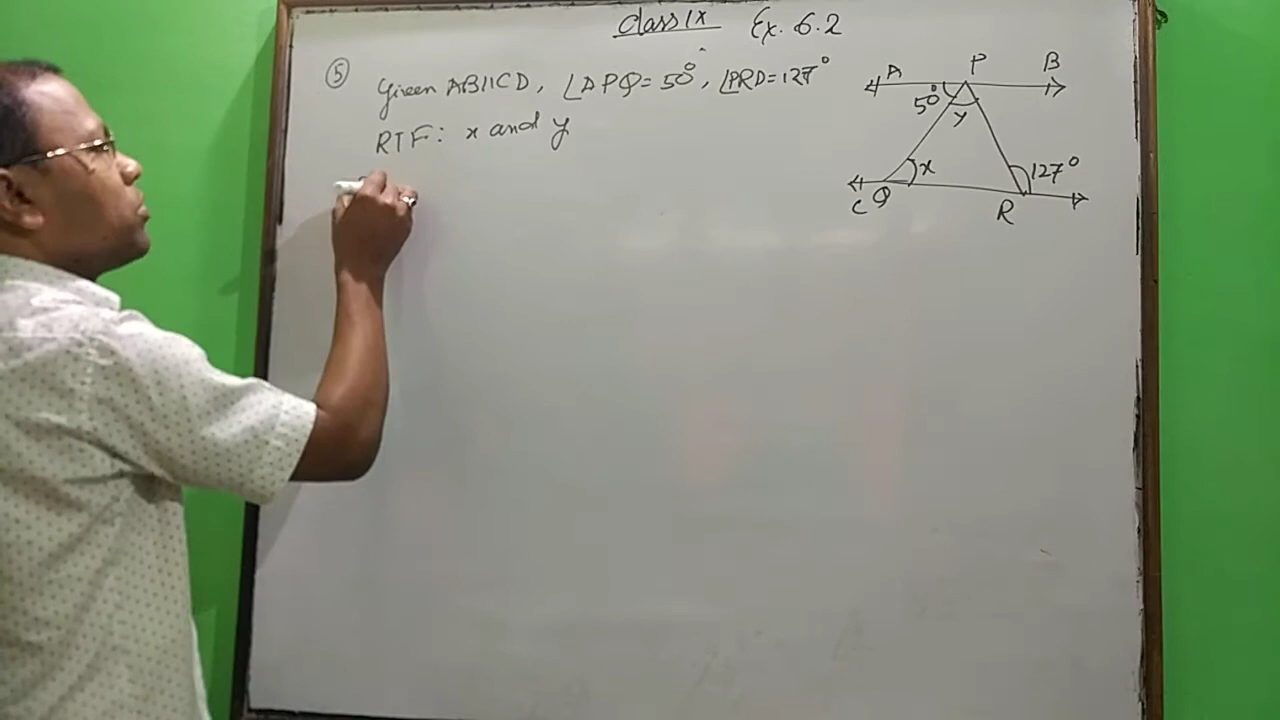 Class IX Ex. 6.2
⑤ Given AB||CD, ∠APQ=50°, ∠PRD=127°
RTF: x and y
A P B
50° y
x 127°
C Q R